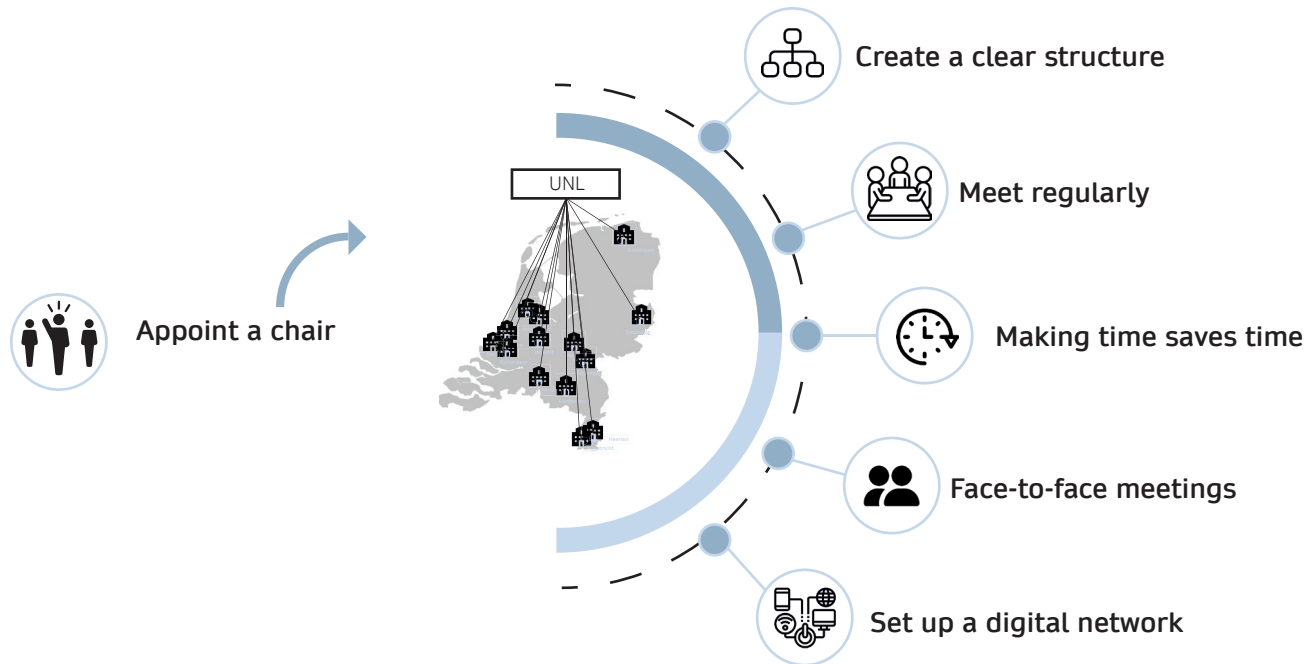 Create a clear structure
UNL
Meet regularly
Appoint a chair
Making time saves time
Face-to-face meetings
Set up a digital network